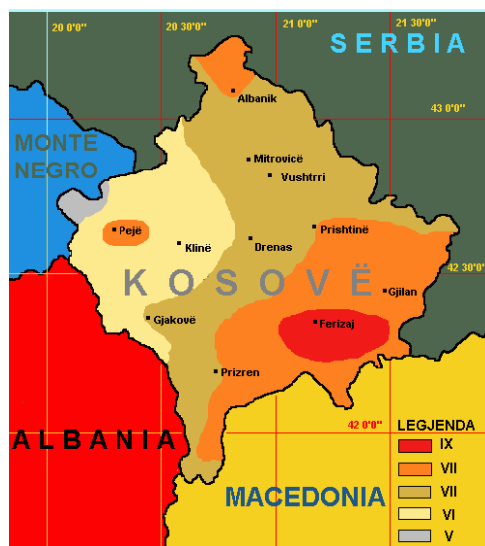 20 0'0"
20 30'0"
21 0'0"
21 30'0"
SERBIA
Albanik
43 0'0"
MONTE
NEGRO
Mitrovicë
Vushtrri
Pejë
Prishtinë
Klinë
Drenas
42 30'0"
KOSOVË
Gjilan
Gjakovë
Ferizaj
Prizren
ALBANIA
42 0'0"
LEGJENDA
IX
VII
VII
VI
V
MACEDONIA